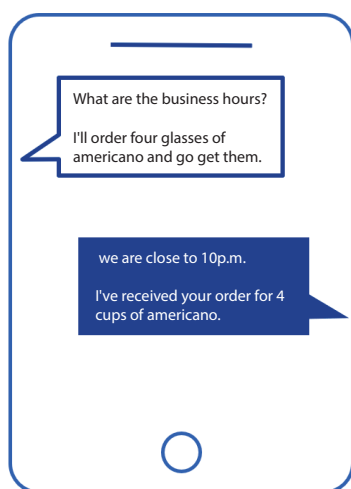 What are the business hours?
I'll order four glasses of
americano and go get them.
we are close to 10p.m.
I've received your order for 4
cups of americano.